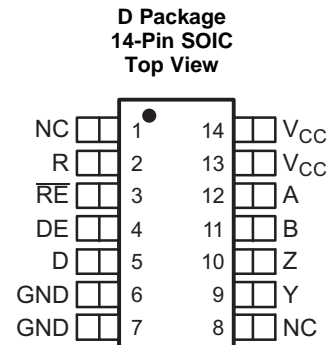 D Package
14-Pin SOIC
Top View
NC 1 14 VCC
R 2 13 VCC
R̅E̅ 3 12 A
DE 4 11 B
D 5 10 Z
GND 6 9 Y
GND 7 8 NC